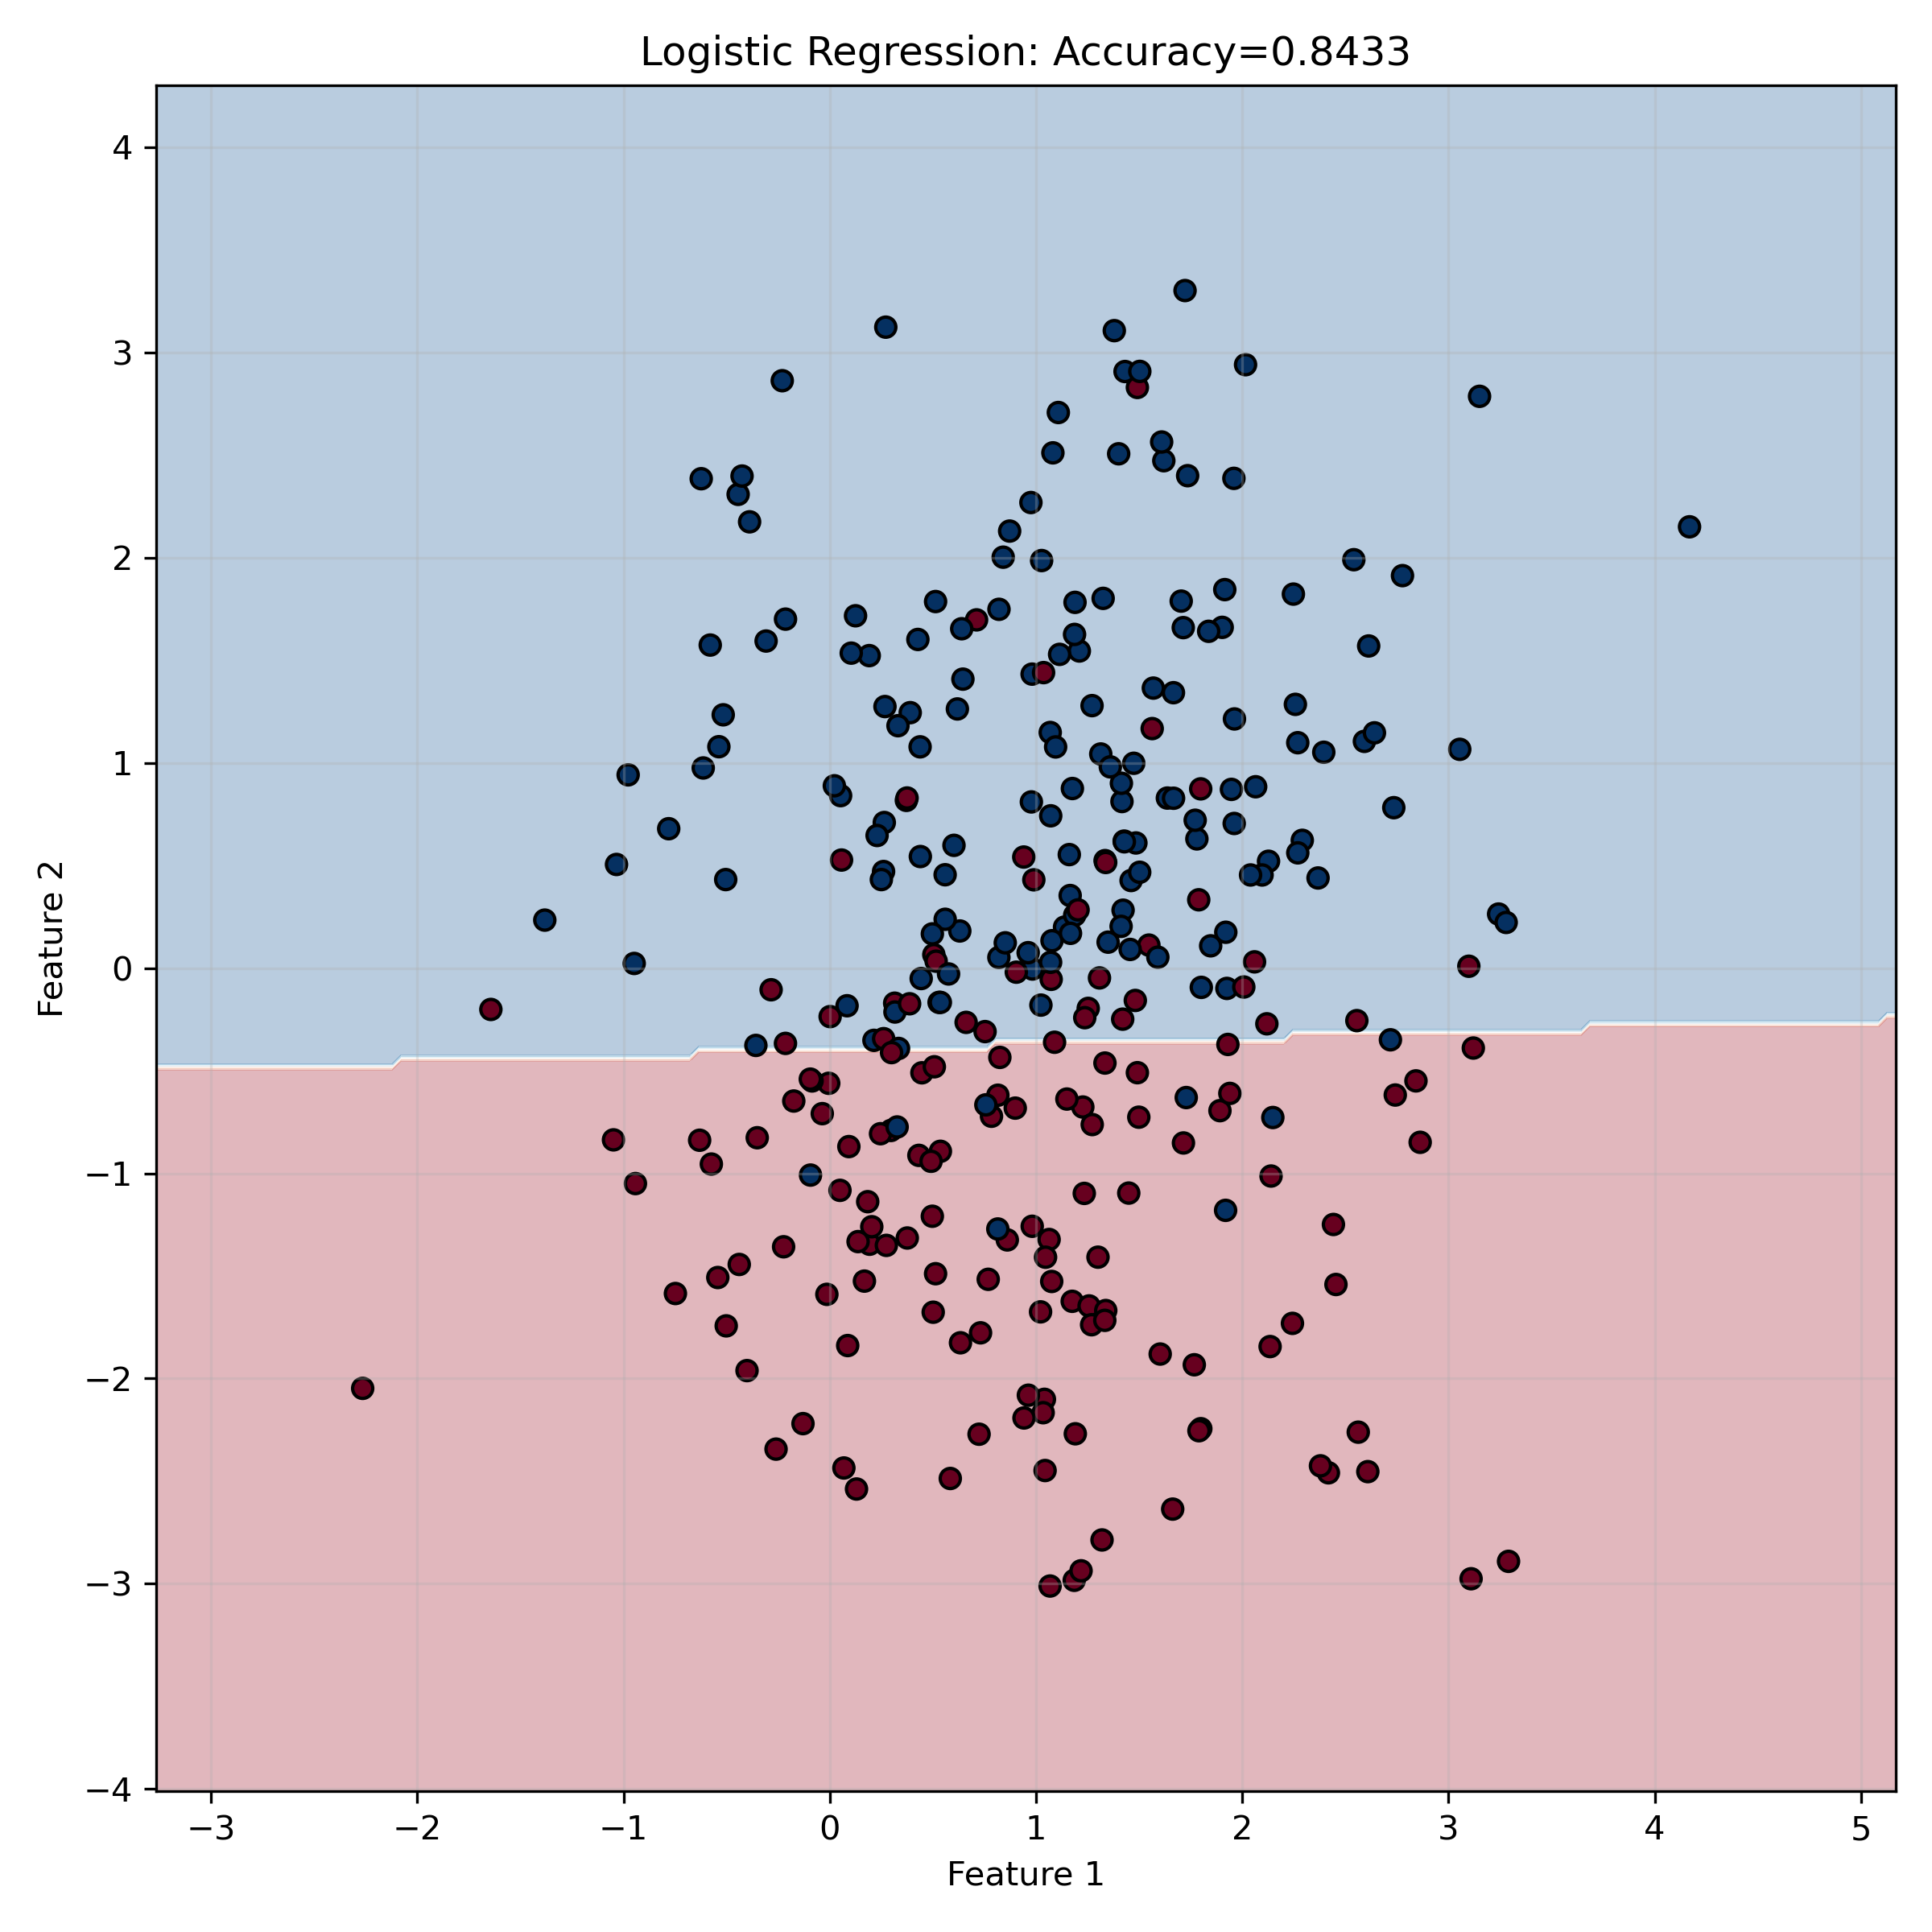 Logistic Regression: Accuracy=0.8433
4
3
2
1
0
−1
−2
−3
−4
Feature 2
−3 −2 −1 0 1 2 3 4 5
Feature 1